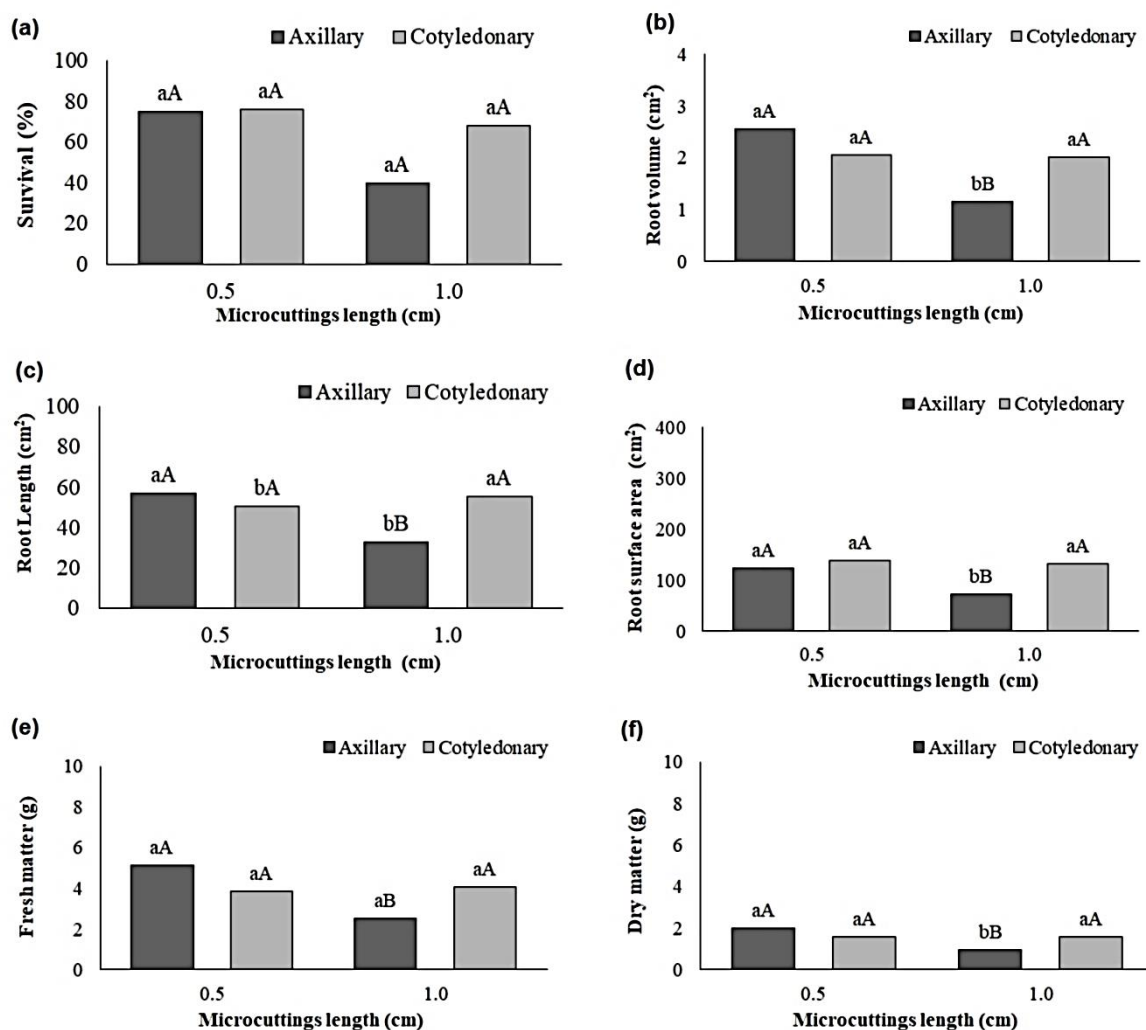 (a)
Axillary Cotyledonary
Survival (%)
100
80
60
40
20
0
aA aA aA aA
0.5 1.0
Microcuttings length (cm)
(b)
Axillary Cotyledonary
Root volume (cm²)
4
3
2
1
0
aA aA bB aA
0.5 1.0
Microcuttings length (cm)
(c)
Axillary Cotyledonary
Root Length (cm²)
100
80
60
40
20
0
aA bA bB aA
0.5 1.0
Microcuttings length (cm)
(d)
Axillary Cotyledonary
Root surface area (cm²)
400
300
200
100
0
aA aA bB aA
0.5 1.0
Microcuttings length (cm)
(e)
Axillary Cotyledonary
Fresh matter (g)
10
8
6
4
2
0
aA aA aB aA
0.5 1.0
Microcuttings length (cm)
(f)
Axillary Cotyledonary
Dry matter (g)
10
8
6
4
2
0
aA aA bB aA
0.5 1.0
Microcuttings length (cm)